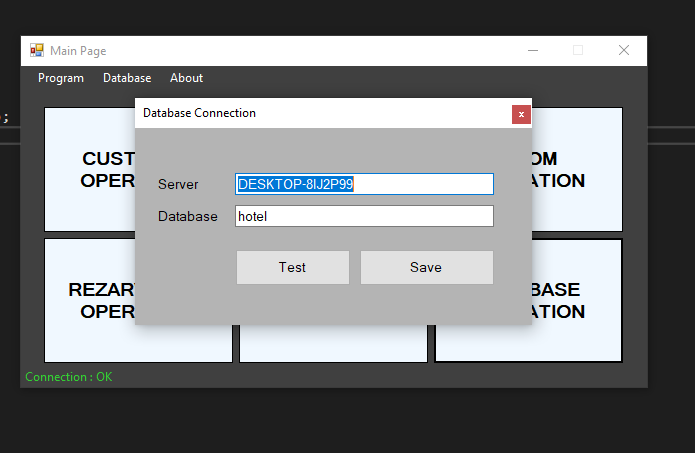 Main Page
Program Database About
;
Database Connection
x
CUST
OPER
OM
ATION
Server DESKTOP-8IJ2P99
Database hotel
Test Save
REZAR
OPER
BASE
ATION
Connection : OK